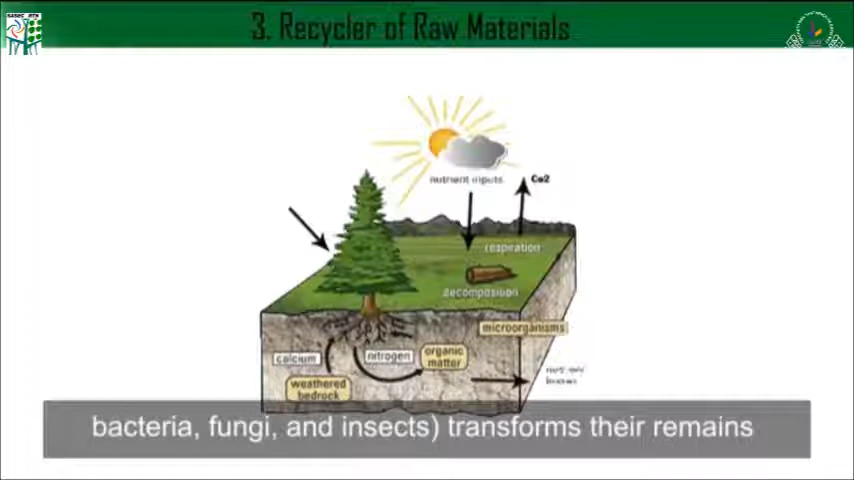 3. Recycler of Raw Materials
nutrient inputs
Co2
respiration
decomposition
microorganisms
calcium
nitrogen
organic
matter
weathered
bedrock
bacteria, fungi, and insects) transforms their remains